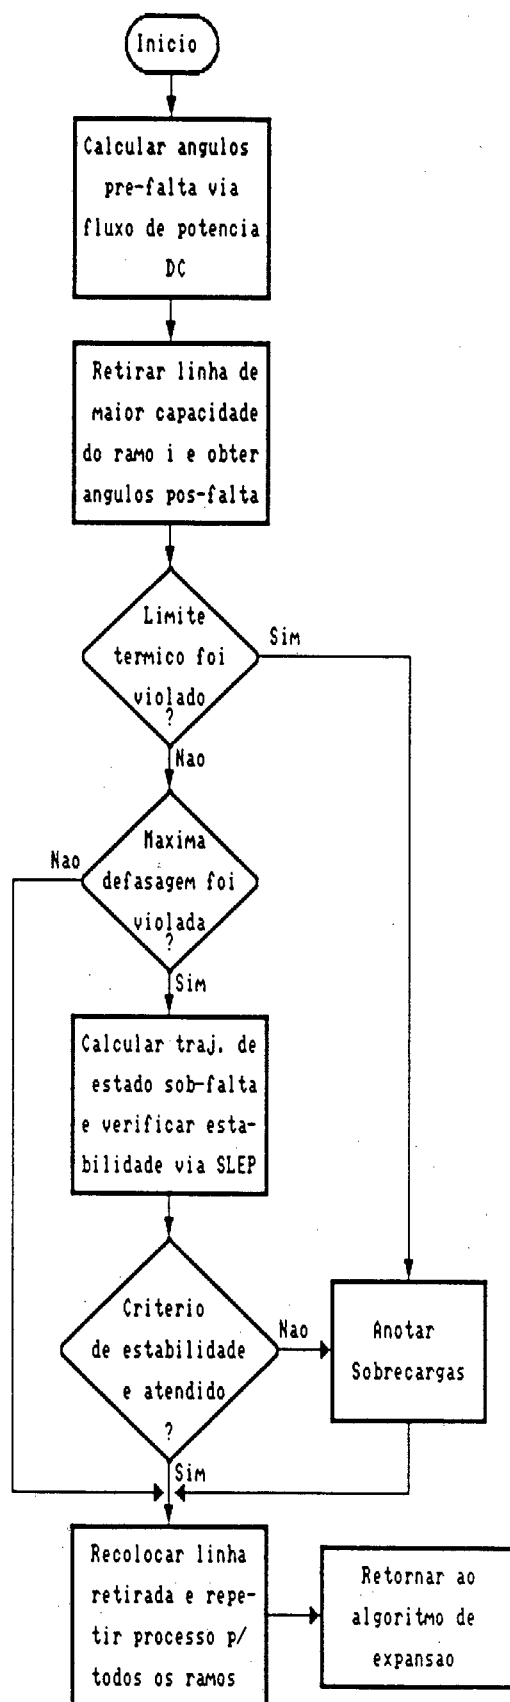 Inicio
Calcular angulos
pre-falta via
fluxo de potencia
DC
Retirar linha de
maior capacidade
do ramo i e obter
angulos pos-falta
Limite
termico foi
violado
?
Sim
Nao
Maxima
defasagem foi
violada
?
Nao
Sim
Calcular traj. de
estado sob-falta
e verificar esta-
bilidade via SLEP
Criterio
de estabilidade
e atendido
?
Nao
Anotar
Sobrecargas
Sim
Recolocar linha
retirada e repe-
tir processo p/
todos os ramos
Retornar ao
algoritmo de
expansao